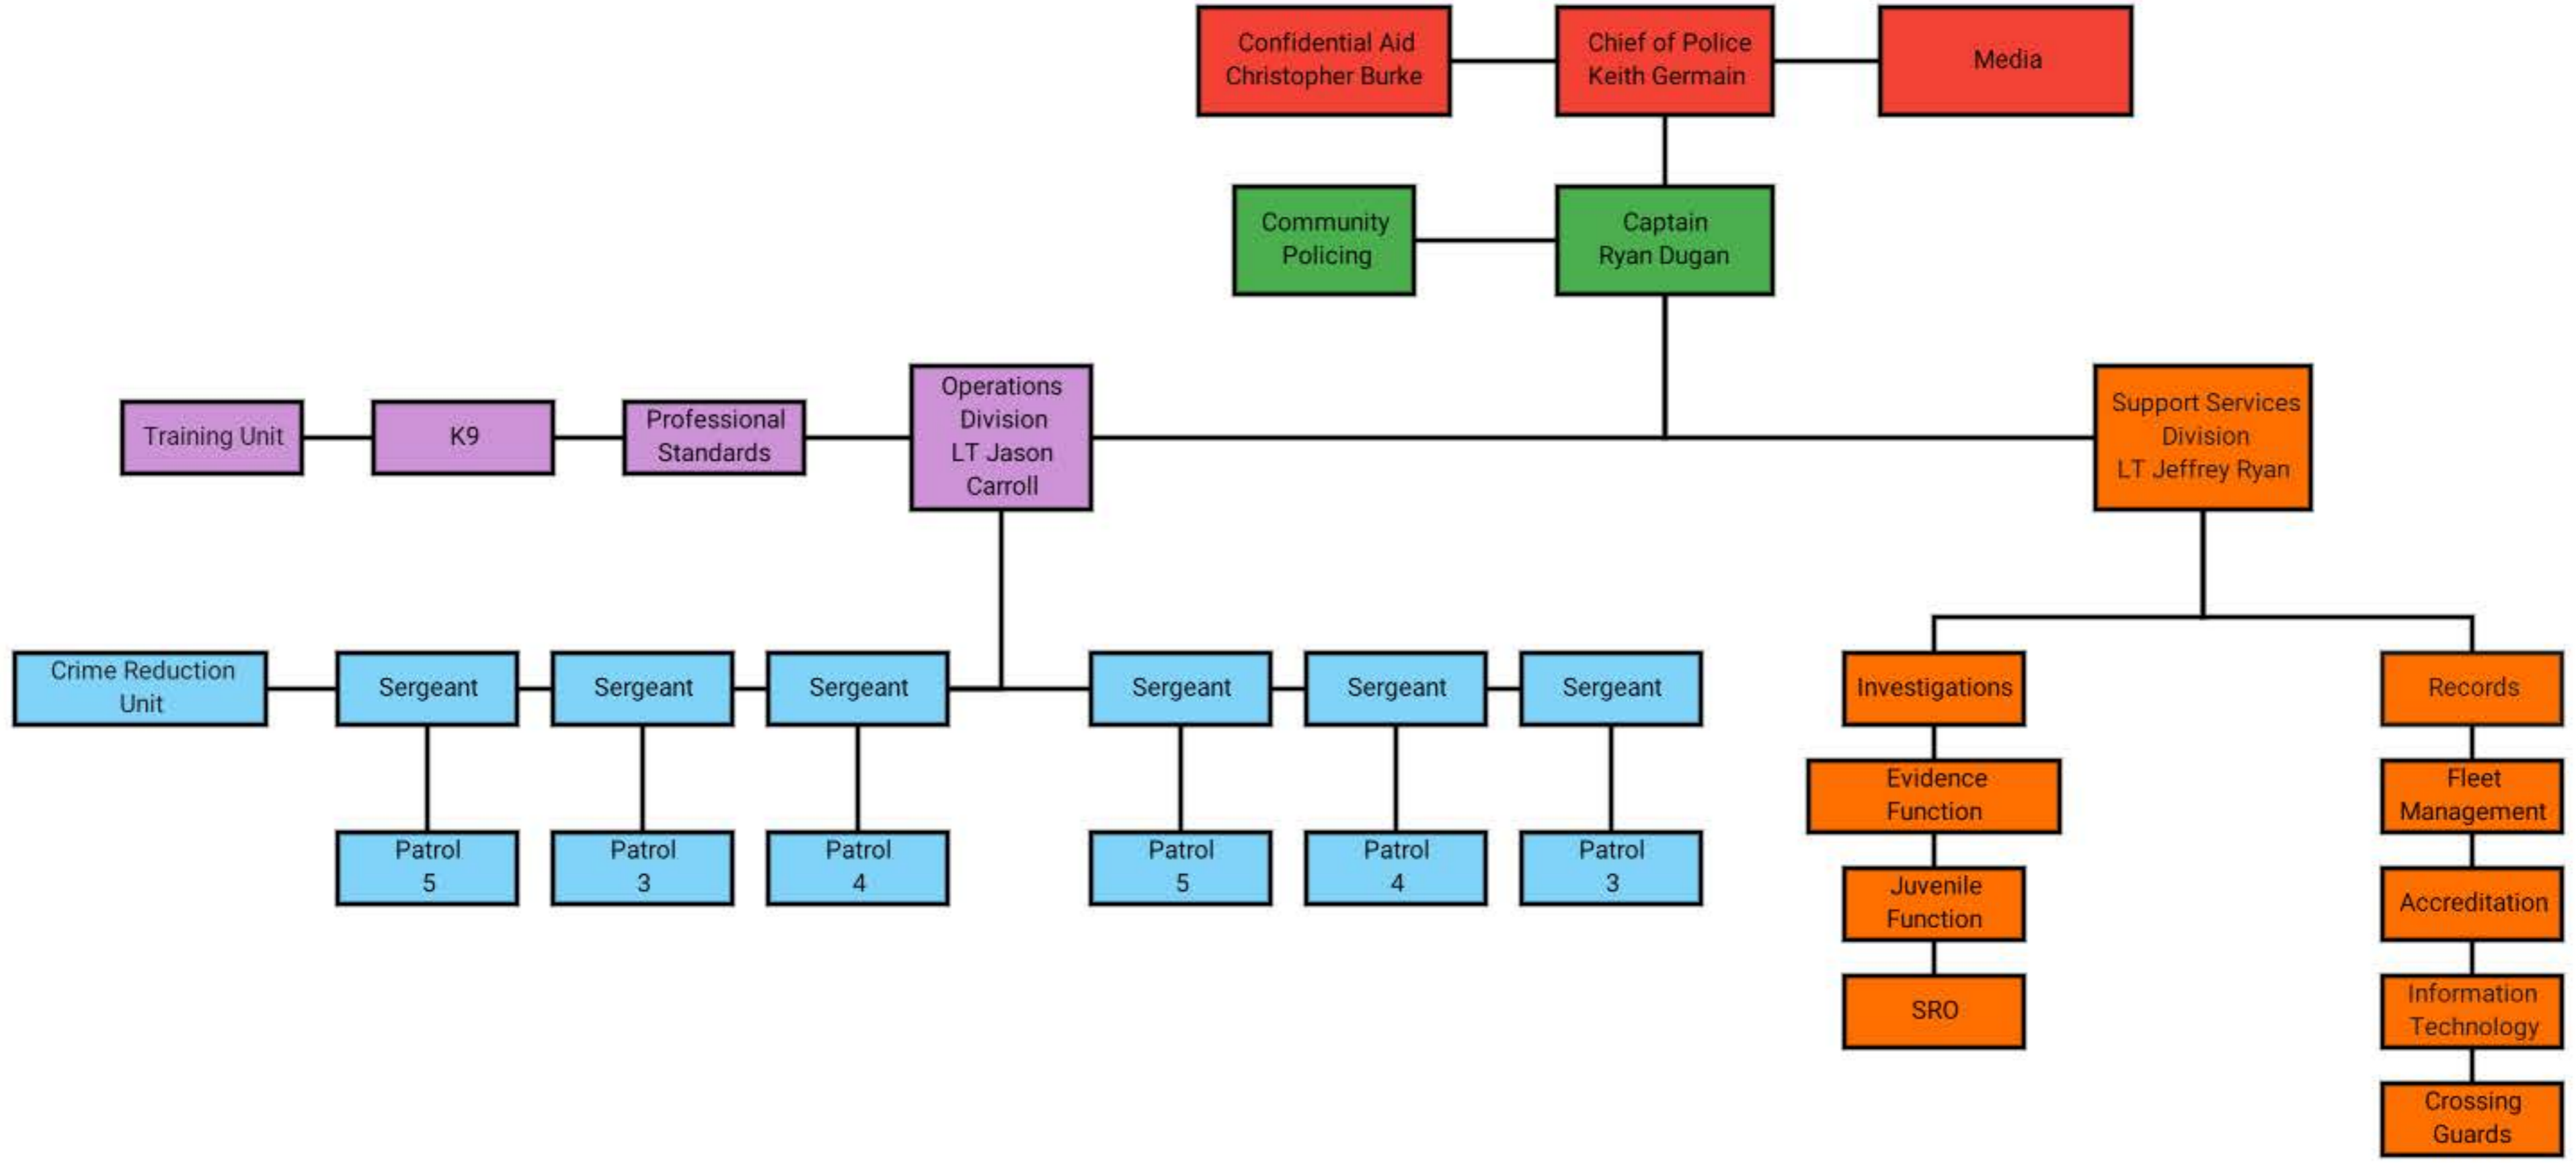 Confidential Aid
Christopher Burke
Chief of Police
Keith Germain
Media
Community
Policing
Captain
Ryan Dugan
Training Unit
K9
Professional
Standards
Operations
Division
LT Jason
Carroll
Support Services
Division
LT Jeffrey Ryan
Crime Reduction
Unit
Sergeant
Sergeant
Sergeant
Sergeant
Sergeant
Sergeant
Patrol
5
Patrol
3
Patrol
4
Patrol
5
Patrol
4
Patrol
3
Investigations
Evidence
Function
Juvenile
Function
SRO
Records
Fleet
Management
Accreditation
Information
Technology
Crossing
Guards